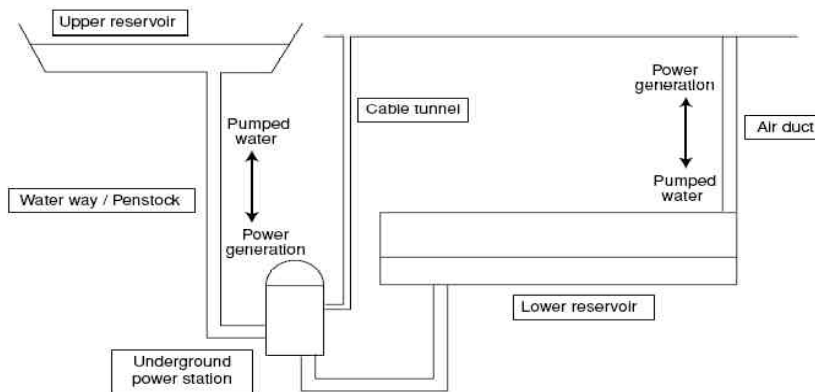 Upper reservoir
Power
generation
Cable tunnel
Pumped
water
Air duct
Pumped
water
Water way / Penstock
Power
generation
Lower reservoir
Underground
power station